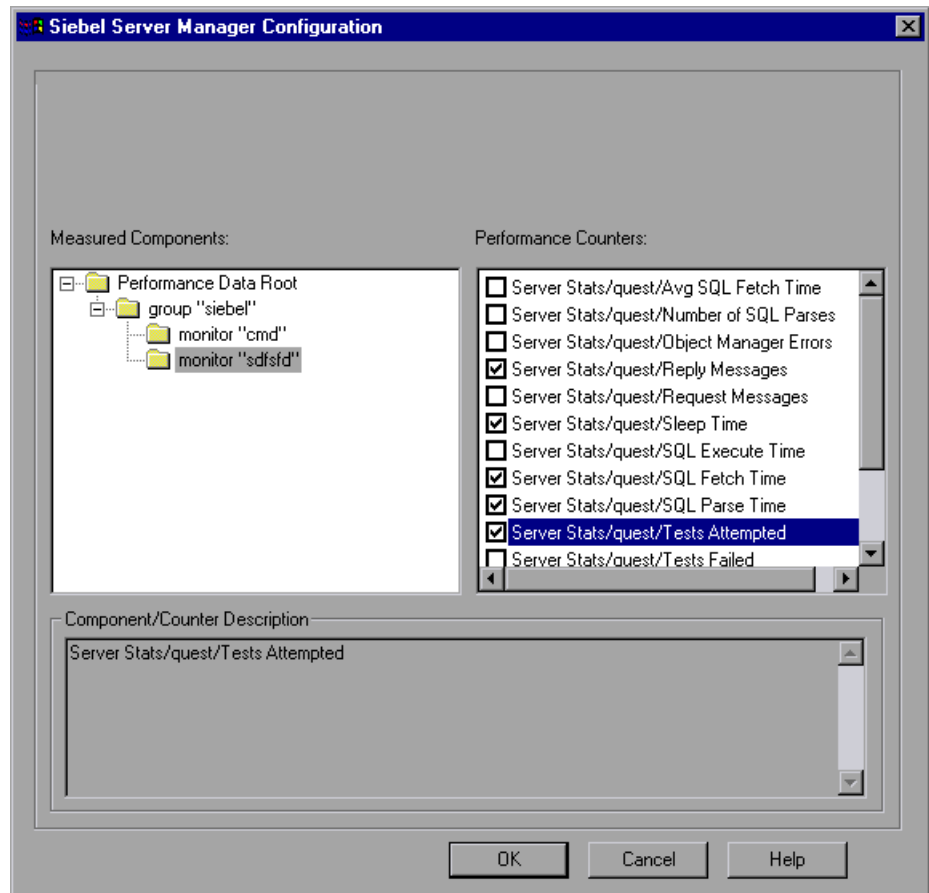 Siebel Server Manager Configuration
Measured Components:
Performance Counters:
Performance Data Root
group "siebel"
monitor "cmd"
monitor "sdfsfd"
Server Stats/quest/Avg SQL Fetch Time
Server Stats/quest/Number of SQL Parses
Server Stats/quest/Object Manager Errors
Server Stats/quest/Reply Messages
Server Stats/quest/Request Messages
Server Stats/quest/Sleep Time
Server Stats/quest/SQL Execute Time
Server Stats/quest/SQL Fetch Time
Server Stats/quest/SQL Parse Time
Server Stats/quest/Tests Attempted
Server Stats/quest/Tests Failed
Component/Counter Description
Server Stats/quest/Tests Attempted
OK
Cancel
Help